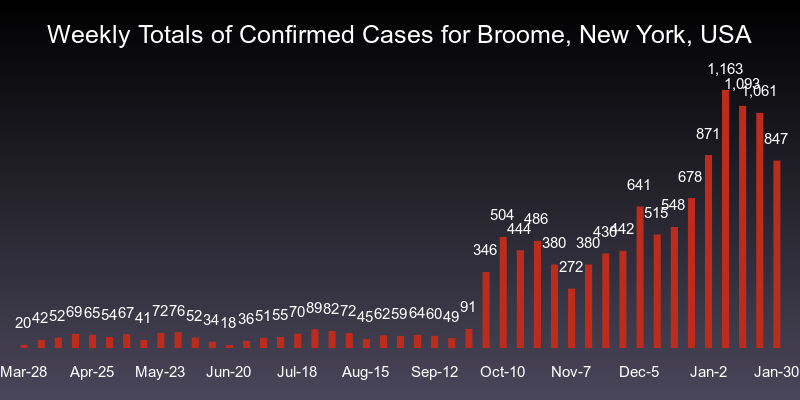 Weekly Totals of Confirmed Cases for Broome, New York, USA
20 42 52 69 65 54 67 41 72 76 52 34 18 36 51 55 70 89 82 72 45 62 59 64 60 49 91 346 504 444 486 380 272 380 430 442 641 515 548 678 871 1,163 1,093 1,061 847
Mar-28 Apr-25 May-23 Jun-20 Jul-18 Aug-15 Sep-12 Oct-10 Nov-7 Dec-5 Jan-2 Jan-30